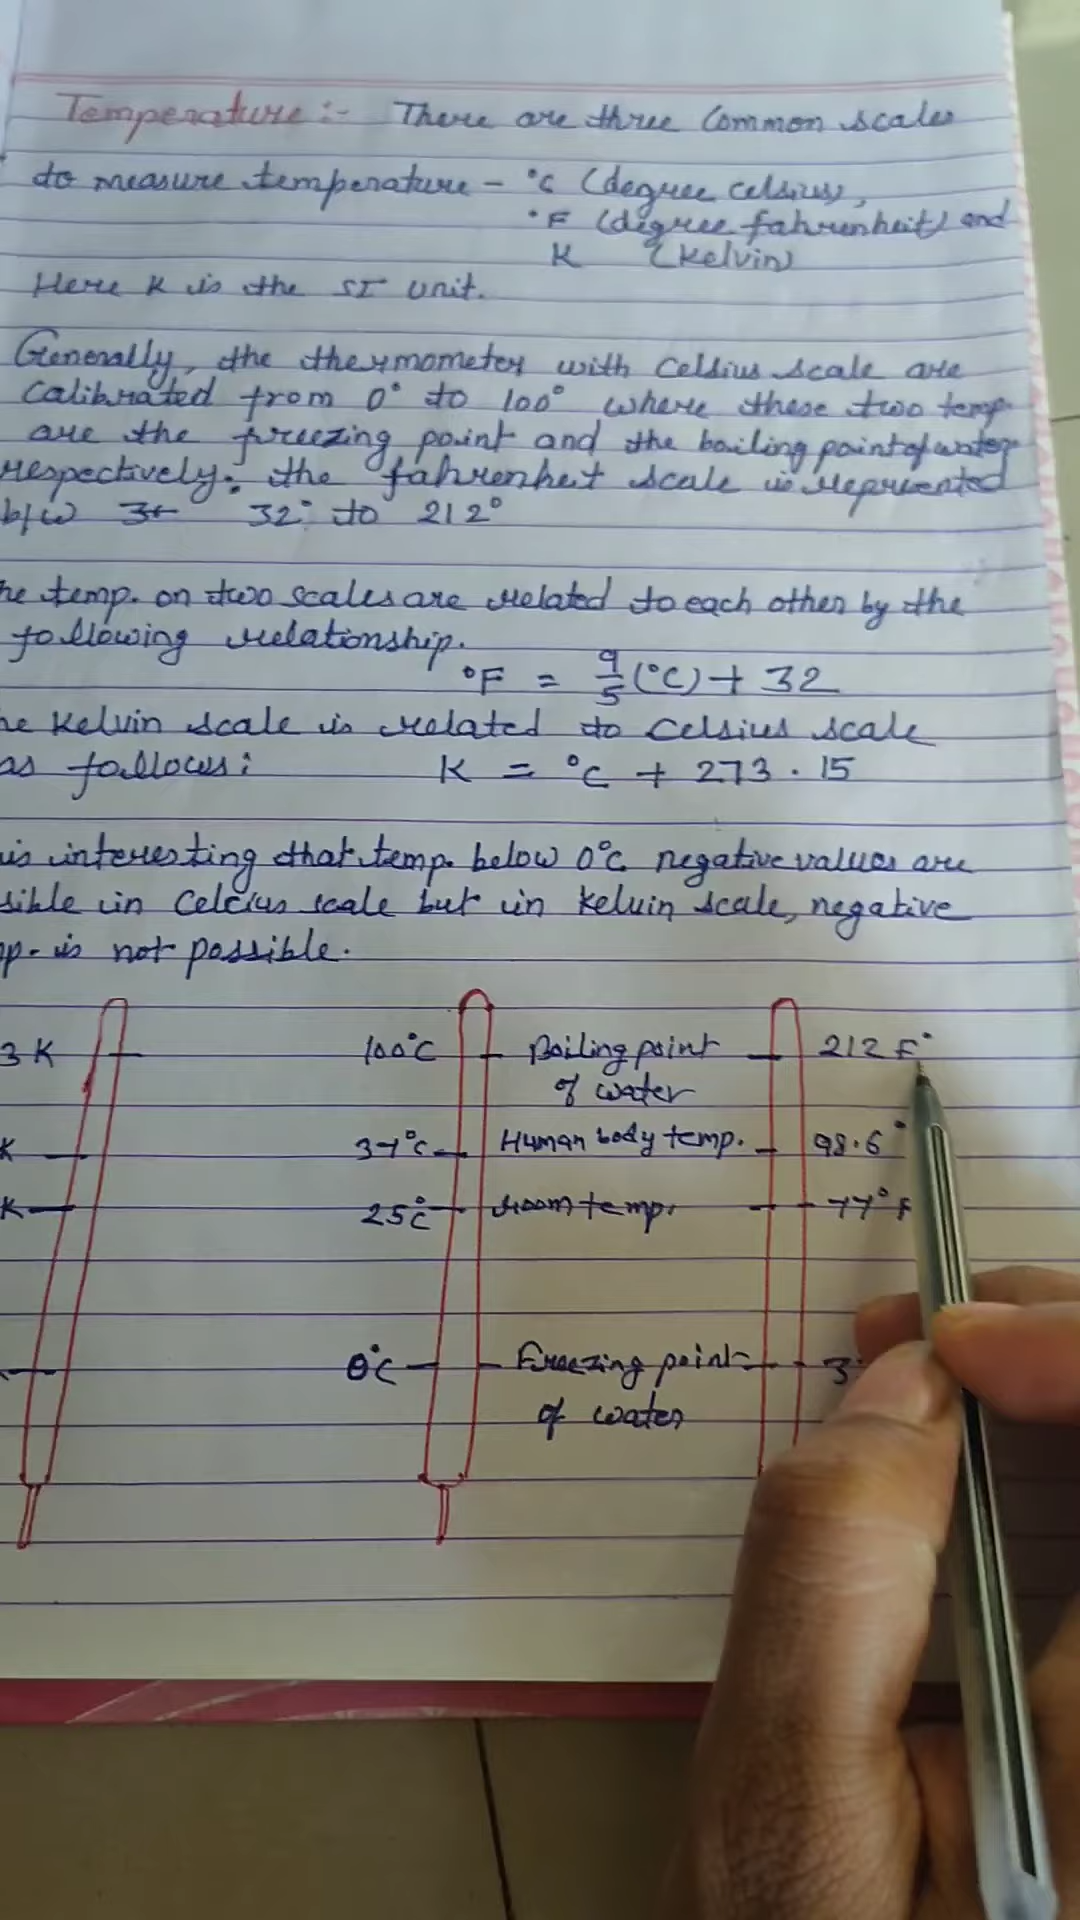 Temperature :- There are three Common scales
to measure temperature - °C (degree celsius),
°F (degree fahrenheit) and
K (Kelvin)
Here K is the SI unit.
Generally, the thermometer with Celsius scale are
Calibrated from 0° to 100° where these two temp.
are the freezing point and the boiling point of water
respectively. the fahrenheit scale is represented
b/w 32° to 212°
he temp. on two scales are related to each other by the
following relationship.
°F = 9/5 (°C) + 32
he Kelvin scale is related to Celsius scale
as follows: K = °C + 273.15
is interesting that temp. below 0°C negative values are
sible in Celcius scale but in Kelvin scale, negative
p. is not possible.
3 K 100°C Boiling point 212 F°
of water
K 37°C Human body temp. 98.6°
K 25°C room temp. 77°F
0°C Freezing point 3
of water